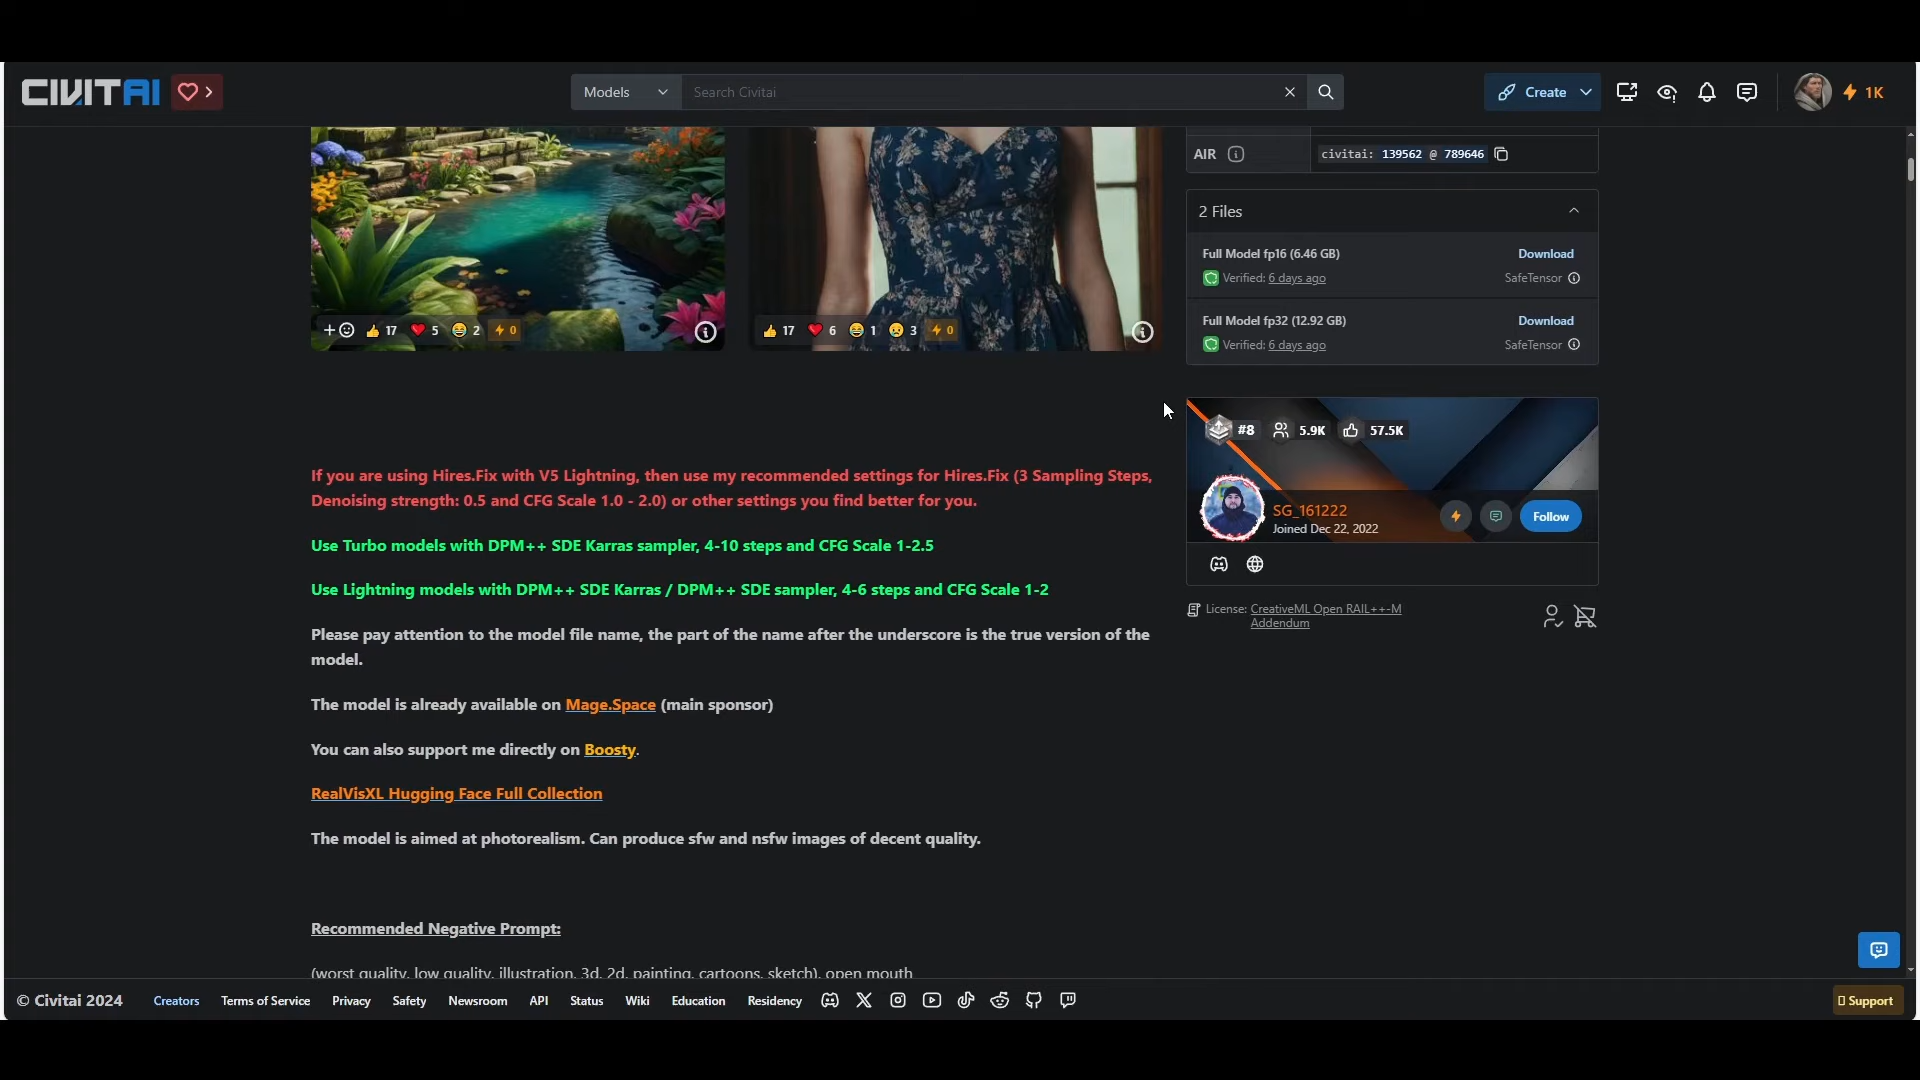 CIVITAI
Models
Search Civitai
Create
1K
AIR
civitai: 139562 @ 789646
17 5 2 0
17 6 1 3 0
2 Files
Full Model fp16 (6.46 GB)
Download
Verified: 6 days ago
SafeTensor
Full Model fp32 (12.92 GB)
Download
Verified: 6 days ago
SafeTensor
#8 5.9K 57.5K
SG_161222
Joined Dec 22, 2022
Follow
License: CreativeML Open RAIL++-M
Addendum
If you are using Hires.Fix with V5 Lightning, then use my recommended settings for Hires.Fix (3 Sampling Steps,
Denoising strength: 0.5 and CFG Scale 1.0 - 2.0) or other settings you find better for you.
Use Turbo models with DPM++ SDE Karras sampler, 4-10 steps and CFG Scale 1-2.5
Use Lightning models with DPM++ SDE Karras / DPM++ SDE sampler, 4-6 steps and CFG Scale 1-2
Please pay attention to the model file name, the part of the name after the underscore is the true version of the
model.
The model is already available on Mage.Space (main sponsor)
You can also support me directly on Boosty.
RealVisXL Hugging Face Full Collection
The model is aimed at photorealism. Can produce sfw and nsfw images of decent quality.
Recommended Negative Prompt:
(worst quality, low quality, illustration, 3d, 2d, painting, cartoons, sketch), open mouth
© Civitai 2024
Creators
Terms of Service
Privacy
Safety
Newsroom
API
Status
Wiki
Education
Residency
Support